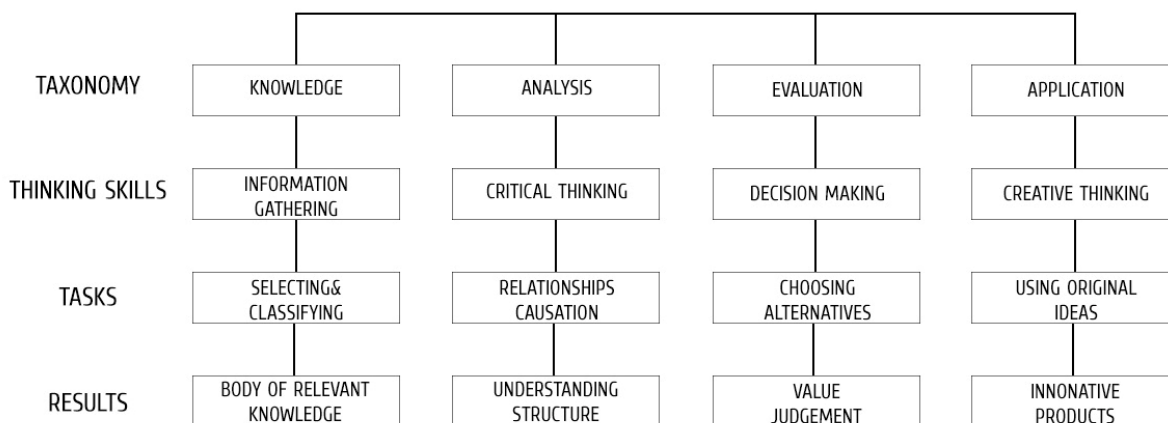 TAXONOMY
KNOWLEDGE
ANALYSIS
EVALUATION
APPLICATION
THINKING SKILLS
INFORMATION
GATHERING
CRITICAL THINKING
DECISION MAKING
CREATIVE THINKING
TASKS
SELECTING&
CLASSIFYING
RELATIONSHIPS
CAUSATION
CHOOSING
ALTERNATIVES
USING ORIGINAL
IDEAS
RESULTS
BODY OF RELEVANT
KNOWLEDGE
UNDERSTANDING
STRUCTURE
VALUE
JUDGEMENT
INNONATIVE
PRODUCTS